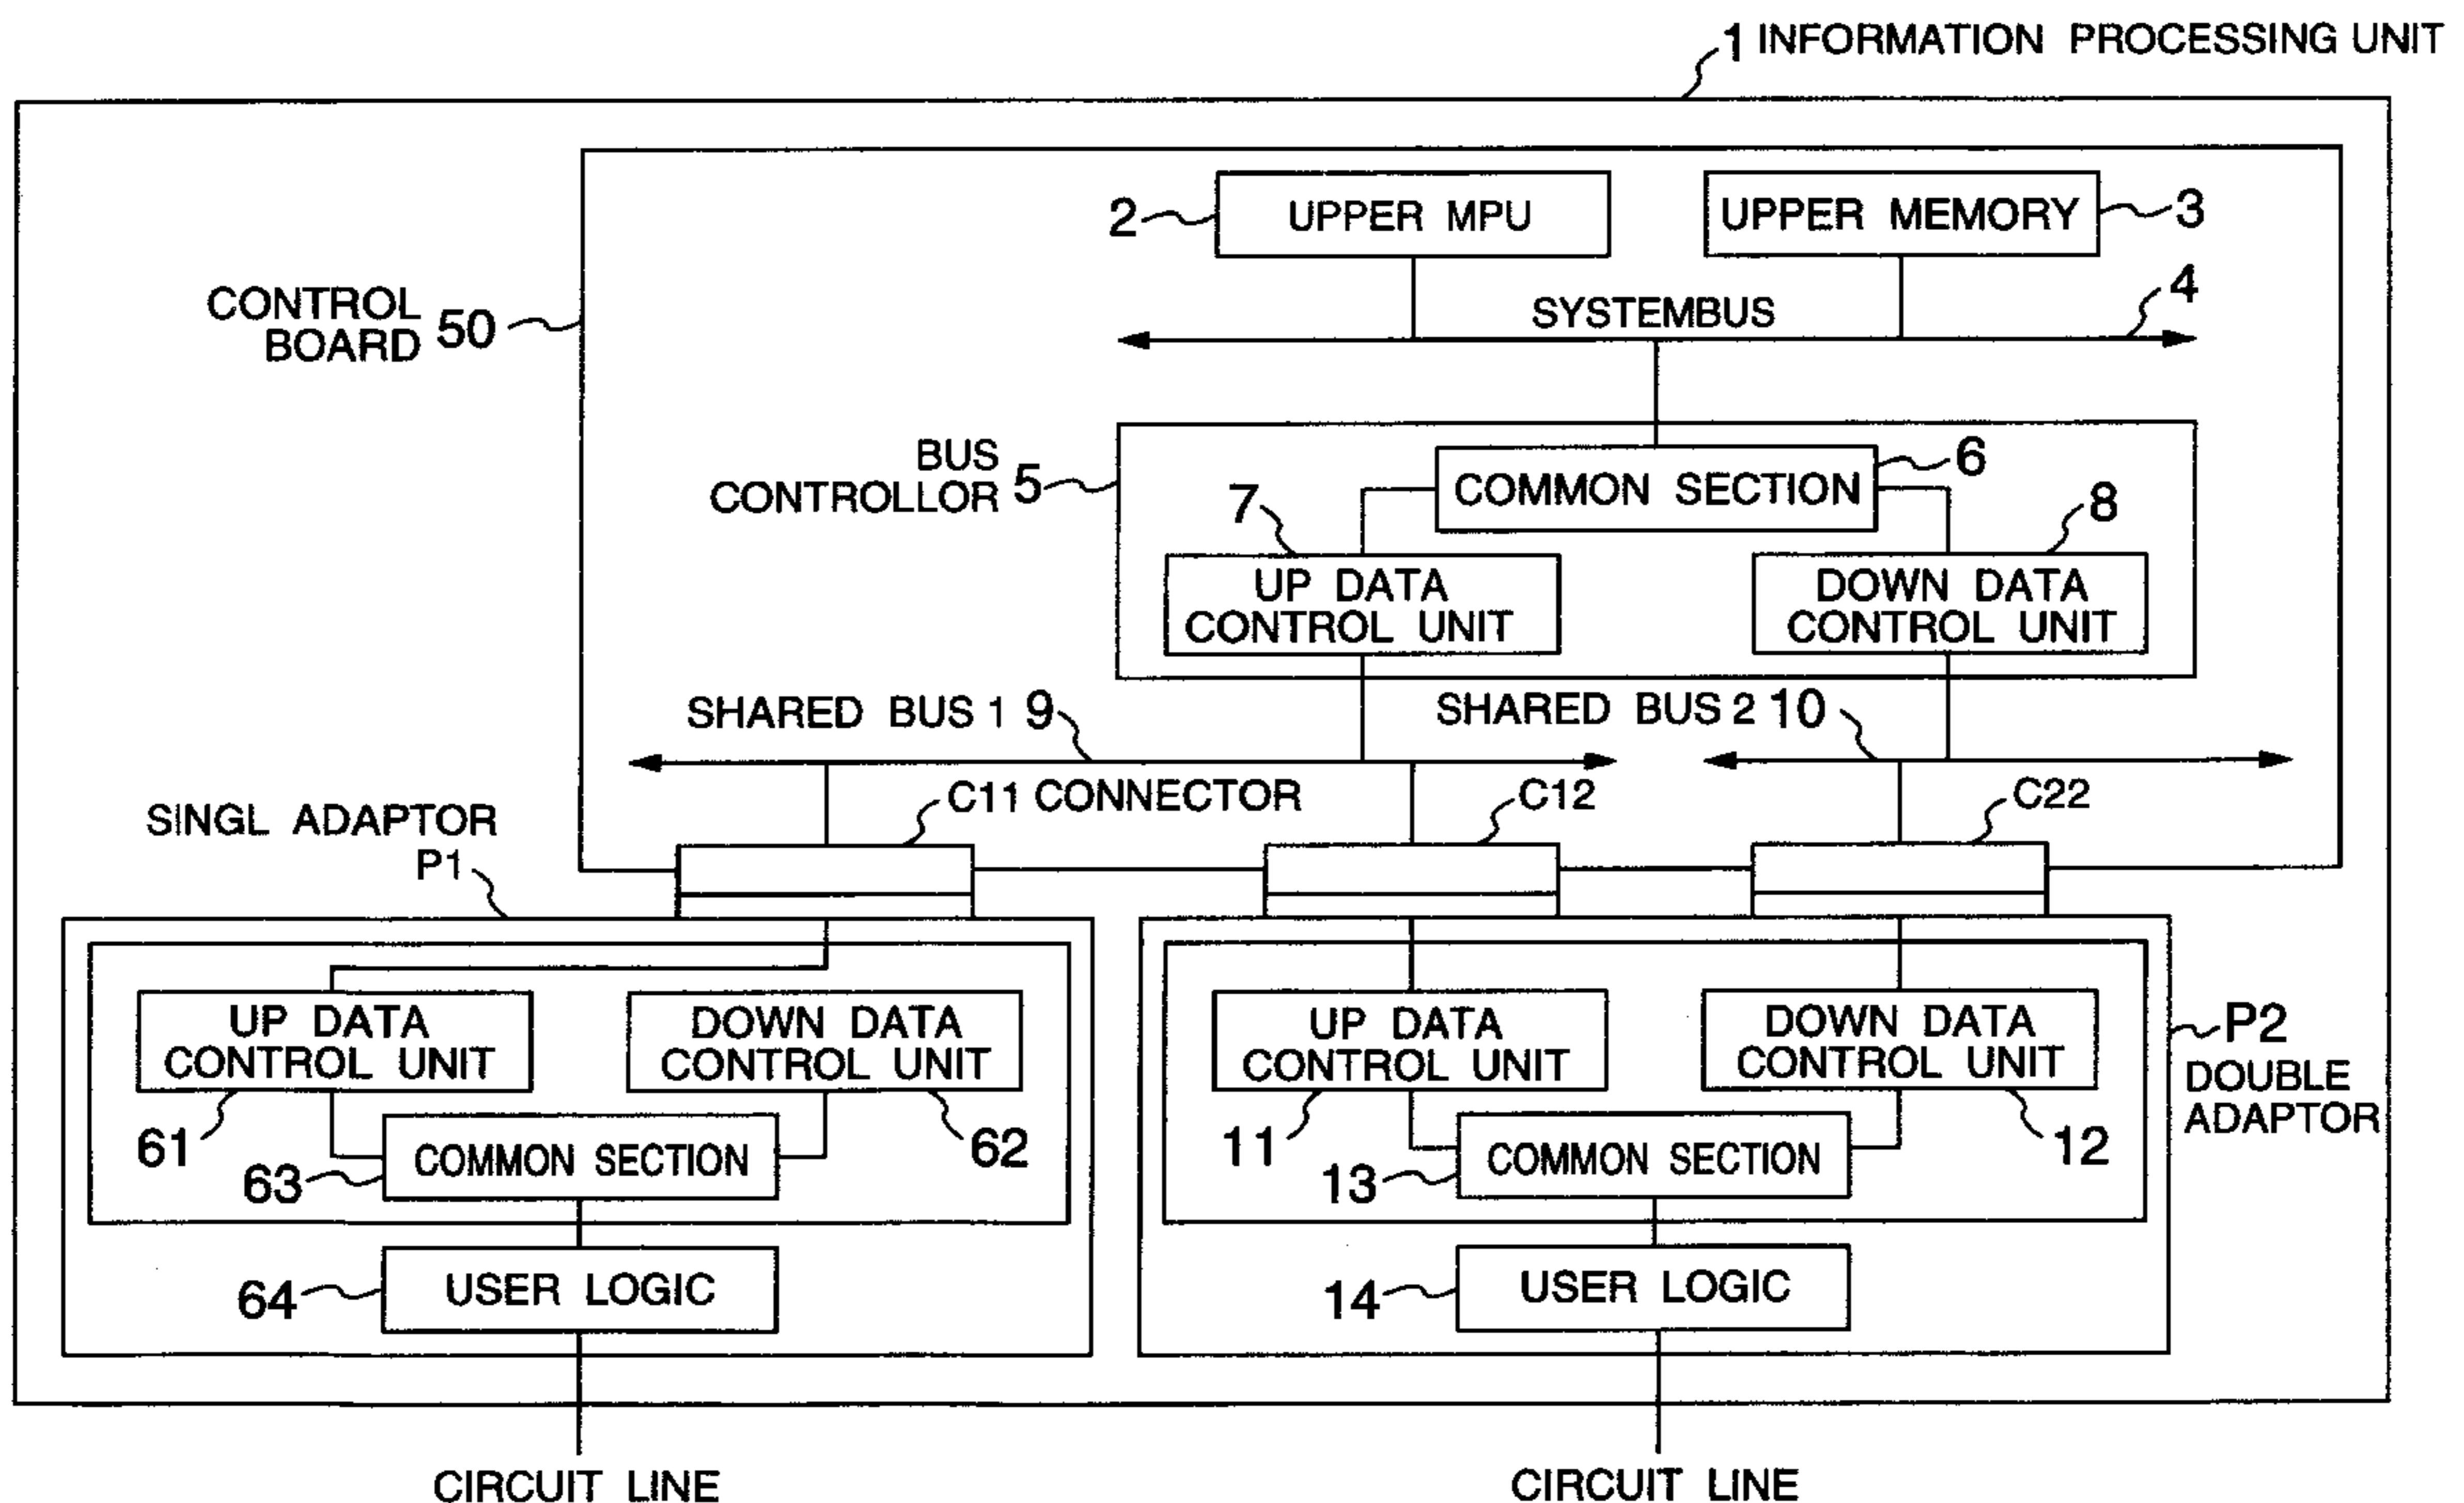 1 INFORMATION PROCESSING UNIT
2 UPPER MPU
UPPER MEMORY 3
SYSTEMBUS 4
CONTROL
BOARD 50
BUS
CONTROLLOR 5
COMMON SECTION 6
7
8
UP DATA
CONTROL UNIT
DOWN DATA
CONTROL UNIT
SHARED BUS 1 9
SHARED BUS 2 10
C11 CONNECTOR
C12
C22
SINGL ADAPTOR
P1
UP DATA
CONTROL UNIT
DOWN DATA
CONTROL UNIT
61
62
63 COMMON SECTION
64 USER LOGIC
UP DATA
CONTROL UNIT
DOWN DATA
CONTROL UNIT
P2
DOUBLE
ADAPTOR
11
12
13 COMMON SECTION
14 USER LOGIC
CIRCUIT LINE
CIRCUIT LINE